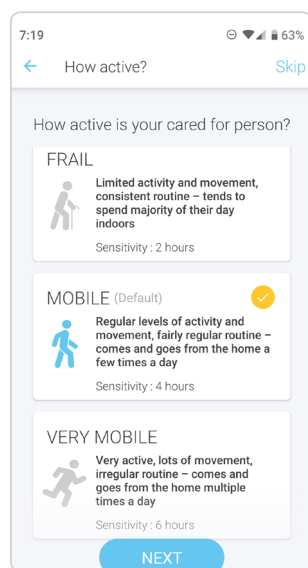 7:19 63%
How active? Skip
How active is your cared for person?
FRAIL
Limited activity and movement,
consistent routine – tends to
spend majority of their day
indoors
Sensitivity : 2 hours
MOBILE (Default)
Regular levels of activity and
movement, fairly regular routine –
comes and goes from the home a
few times a day
Sensitivity : 4 hours
VERY MOBILE
Very active, lots of movement,
irregular routine – comes and
goes from the home multiple
times a day
Sensitivity : 6 hours
NEXT